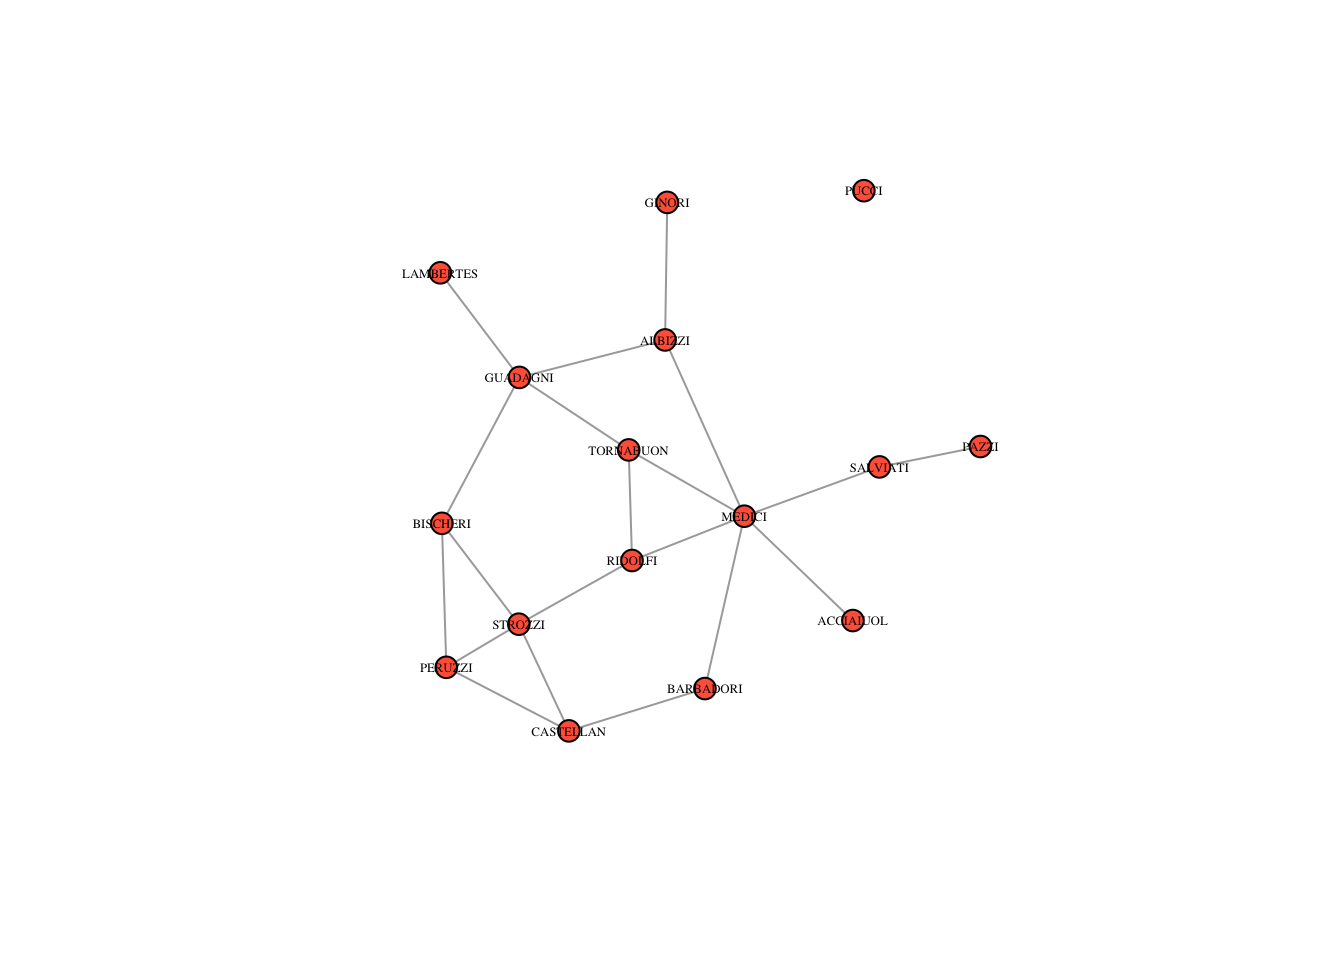 PUCCI
GINORI
LAMBERTES
ALBIZZI
GUADAGNI
PAZZI
TORNABUON
SALVIATI
MEDICI
BISCHERI
RIDOLFI
ACCIAIUOL
STROZZI
PERUZZI
BARBADORI
CASTELLAN